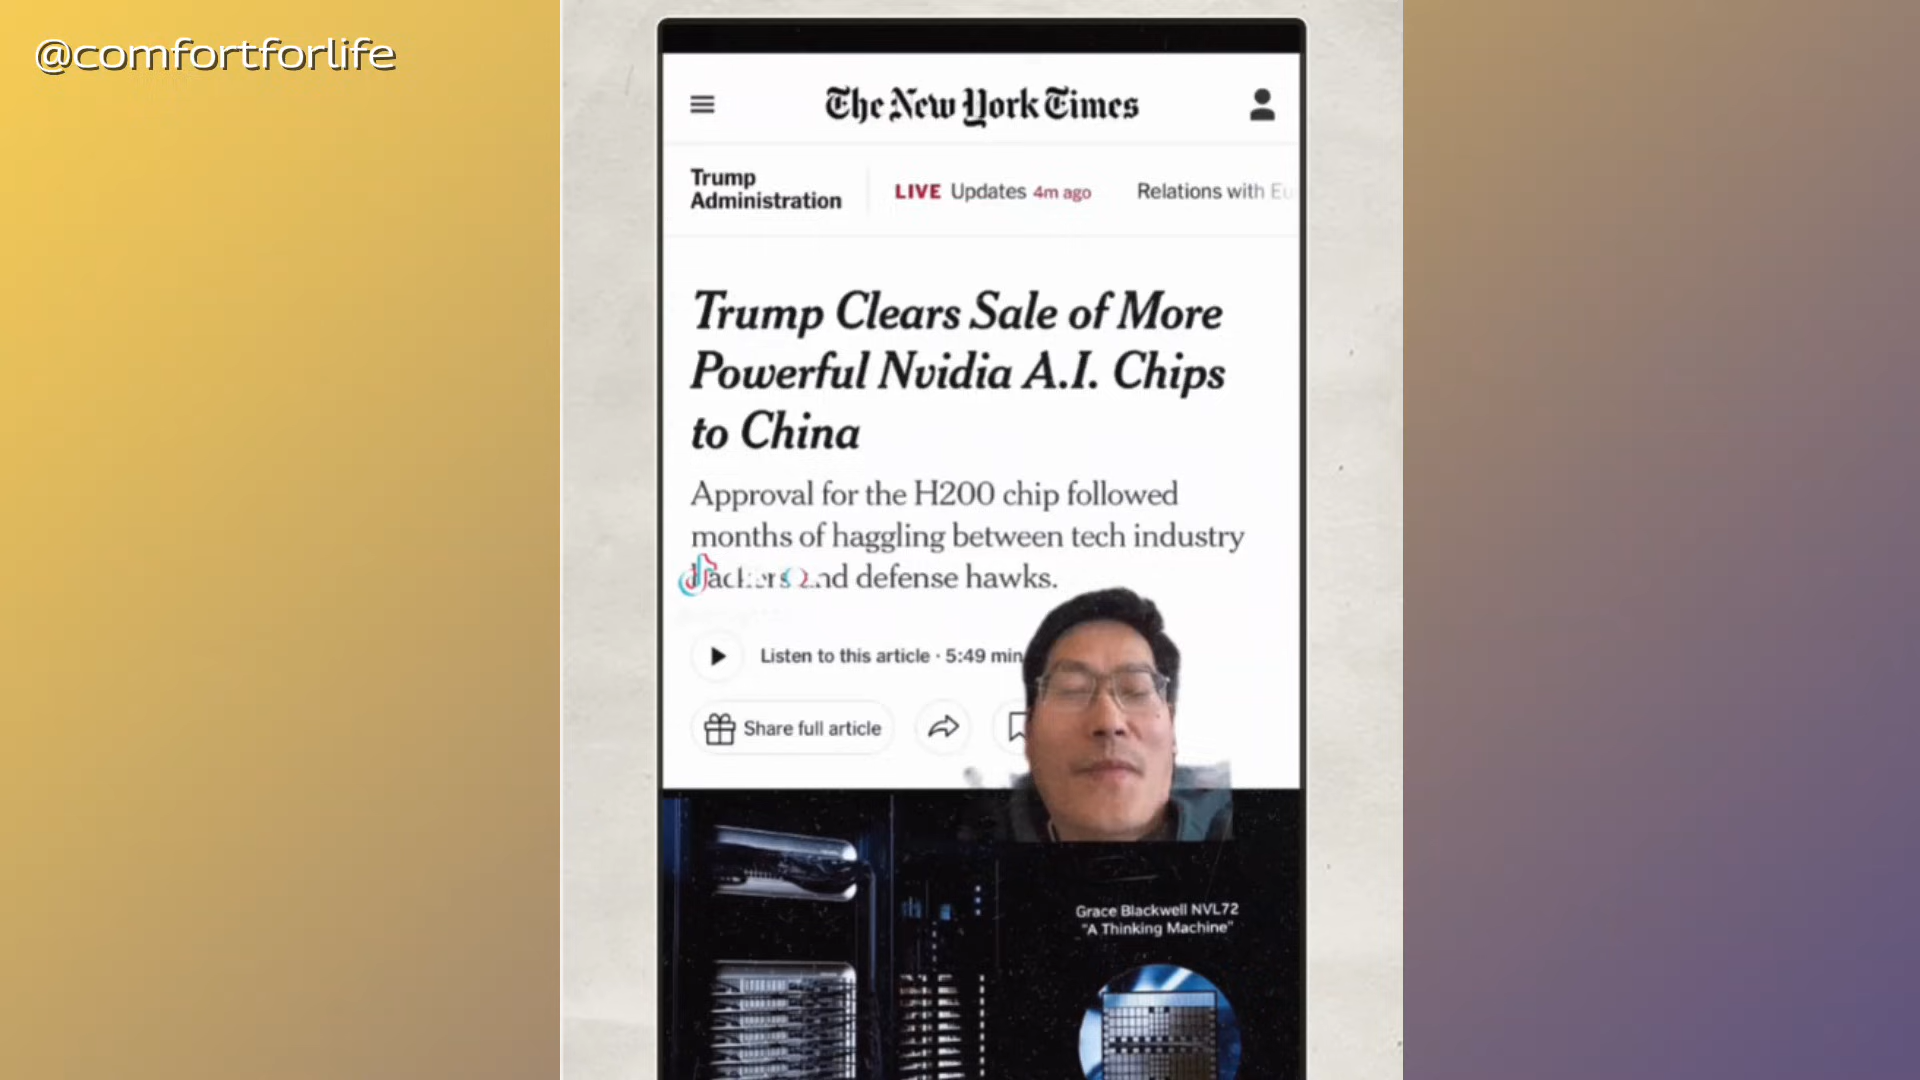 @comfortforlife
The New York Times
Trump
Administration
LIVE Updates 4m ago
Relations with
Trump Clears Sale of More
Powerful Nvidia A.I. Chips
to China
Approval for the H200 chip followed
months of haggling between tech industry
and defense hawks.
Listen to this article · 5:49 min
Share full article
Grace Blackwell NVL72
"A Thinking Machine"